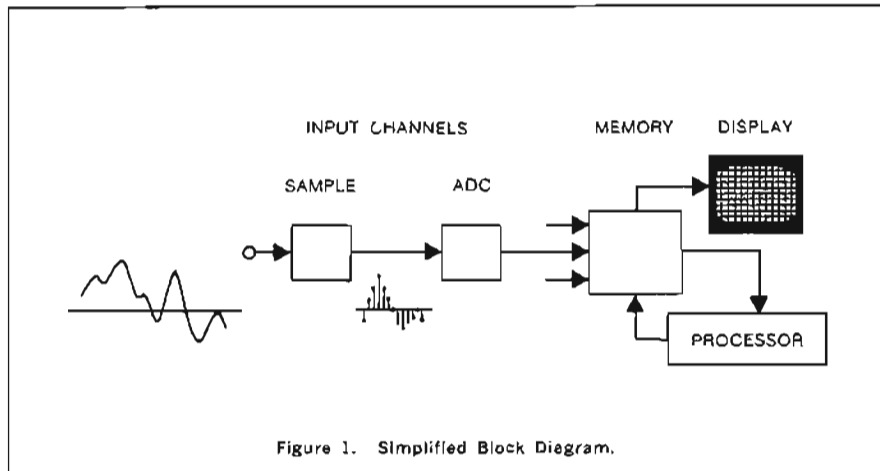 INPUT CHANNELS MEMORY DISPLAY
SAMPLE ADC
PROCESSOR
Figure 1. Simplified Block Diagram.